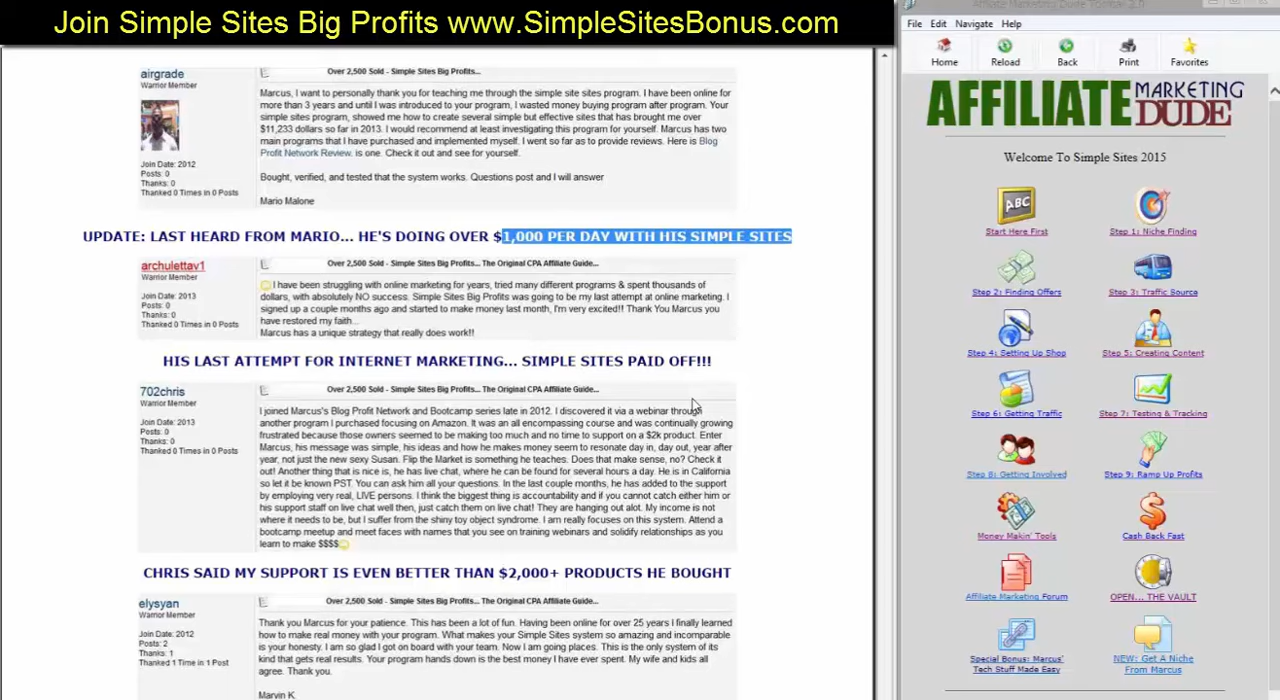 Join Simple Sites Big Profits www.SimpleSitesBonus.com
airgrade
Warrior Member
Join Date: 2012
Posts: 0
Thanks: 0
Thanked 0 Times in 0 Posts
Over 2,500 Sold - Simple Sites Big Profits...
Marcus, I want to personally thank you for teaching me through the simple site sites program. I have been online for
more than 3 years and until I was introduced to your program, I wasted money buying program after program. Your
simple sites program, showed me how to create several simple but effective sites that has brought me over
$11,233 dollars so far in 2013. I would recommend at least investigating this program for yourself. Marcus has two
main programs that I have purchased and implemented myself. I went so far as to provide reviews. Here is Blog
Profit Network Review. is one. Check it out and see for yourself.
Bought, verified, and tested that the system works. Questions post and I will answer
Mario Malone
UPDATE: LAST HEARD FROM MARIO... HE'S DOING OVER $1,000 PER DAY WITH HIS SIMPLE SITES
archulettav1
Warrior Member
Join Date: 2013
Posts: 0
Thanks: 0
Thanked 0 Times in 0 Posts
Over 2,500 Sold - Simple Sites Big Profits... The Original CPA Affiliate Guide...
I have been struggling with online marketing for years, tried many different programs & spent thousands of
dollars, with absolutely NO success. Simple Sites Big Profits was going to be my last attempt at online marketing. I
signed up a couple months ago and started to make money last month, I'm very excited!! Thank You Marcus you
have restored my faith...
Marcus has a unique strategy that really does work!!
HIS LAST ATTEMPT FOR INTERNET MARKETING... SIMPLE SITES PAID OFF!!!
702chris
Warrior Member
Join Date: 2013
Posts: 0
Thanks: 0
Thanked 0 Times in 0 Posts
Over 2,500 Sold - Simple Sites Big Profits... The Original CPA Affiliate Guide...
I joined Marcus's Blog Profit Network and Bootcamp series late in 2012. I discovered it via a webinar through
another program I purchased focusing on Amazon. It was an all encompassing course and was continually growing
frustrated because those owners seemed to be making too much and no time to support on a $2k product. Enter
Marcus, his message was simple, his ideas and how he makes money seem to resonate day in, day out, year after
year, not just the new sexy Susan. Flip the Market is something he teaches. Does that make sense, no? Check it
out! Another thing that is nice is, he has live chat, where he can be found for several hours a day. He is in California
so let it be known PST. You can ask him all your questions. In the last couple months, he has added to the support
by employing very real, LIVE persons. I think the biggest thing is accountability and if you cannot catch either him or
his support staff on live chat well then, just catch them on live chat! They are hanging out alot. My income is not
where it needs to be, but I suffer from the shiny toy object syndrome. I am really focuses on this system. Attend a
bootcamp meetup and meet faces with names that you see on training webinars and solidify relationships as you
learn to make $$$$
CHRIS SAID MY SUPPORT IS EVEN BETTER THAN $2,000+ PRODUCTS HE BOUGHT
elysyan
Warrior Member
Join Date: 2012
Posts: 2
Thanks: 1
Thanked 1 Time in 1 Post
Over 2,500 Sold - Simple Sites Big Profits... The Original CPA Affiliate Guide...
Thank you Marcus for your patience. This has been a lot of fun. Having been online for over 25 years I finally learned
how to make real money with your program. What makes your Simple Sites system so amazing and incomparable
is your honesty. I am so glad I got on board with your team. Now I am going places. This is the only system of its
kind that gets real results. Your program hands down is the best money I have ever spent. My wife and kids all
agree. Thank you.
Marvin K.
Affiliate Marketing Dude Toolbar 2.0
File Edit Navigate Help
Home Reload Back Print Favorites
AFFILIATE MARKETING DUDE
Welcome To Simple Sites 2015
ABC
Start Here First
Step 1: Niche Finding
Step 2: Finding Offers
Step 3: Traffic Source
Step 4: Setting Up Shop
Step 5: Creating Content
Step 6: Getting Traffic
Step 7: Testing & Tracking
Step 8: Getting Involved
Step 9: Ramp Up Profits
Money Makin' Tools
Cash Back Fast
Affiliate Marketing Forum
OPEN... THE VAULT
Special Bonus: Marcus'
Tech Stuff Made Easy
NEW: Get A Niche
From Marcus